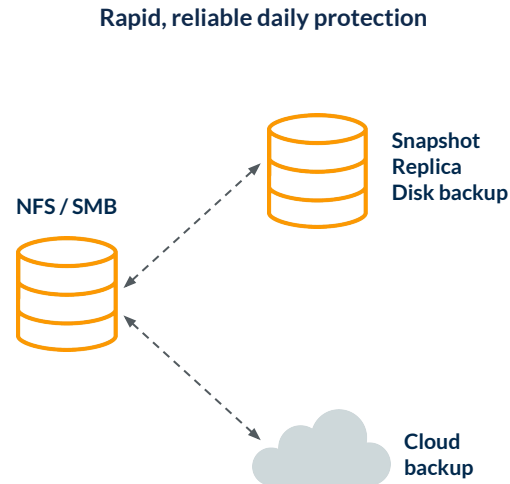 Rapid, reliable daily protection
Snapshot
Replica
Disk backup
NFS / SMB
Cloud
backup